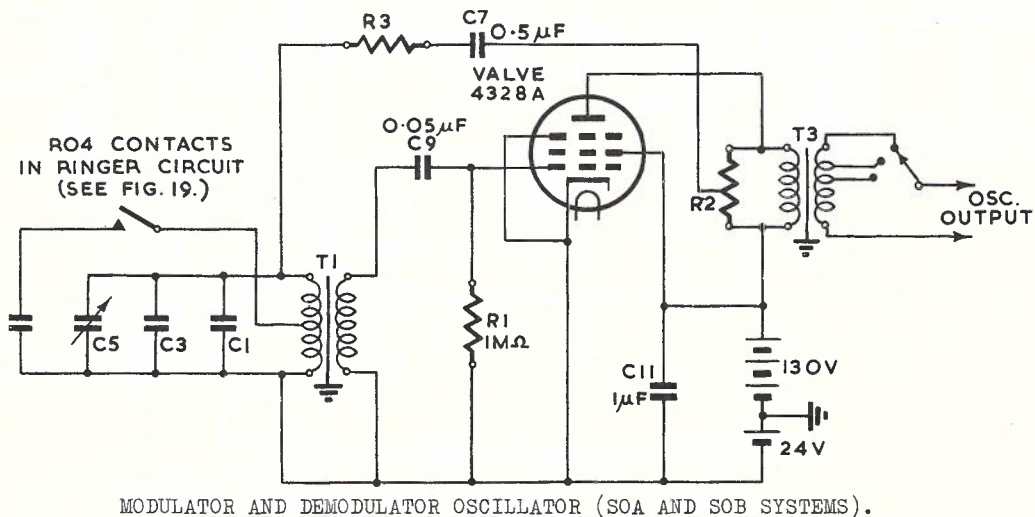 R3
C7
0·5μF
VALVE
4328A
0·05μF
C9
RO4 CONTACTS
IN RINGER CIRCUIT
(SEE FIG. 19.)
T3
R2
OSC.
OUTPUT
T1
C5
C3
C1
R1
1MΩ
C11
1μF
130V
24V
MODULATOR AND DEMODULATOR OSCILLATOR (SOA AND SOB SYSTEMS).